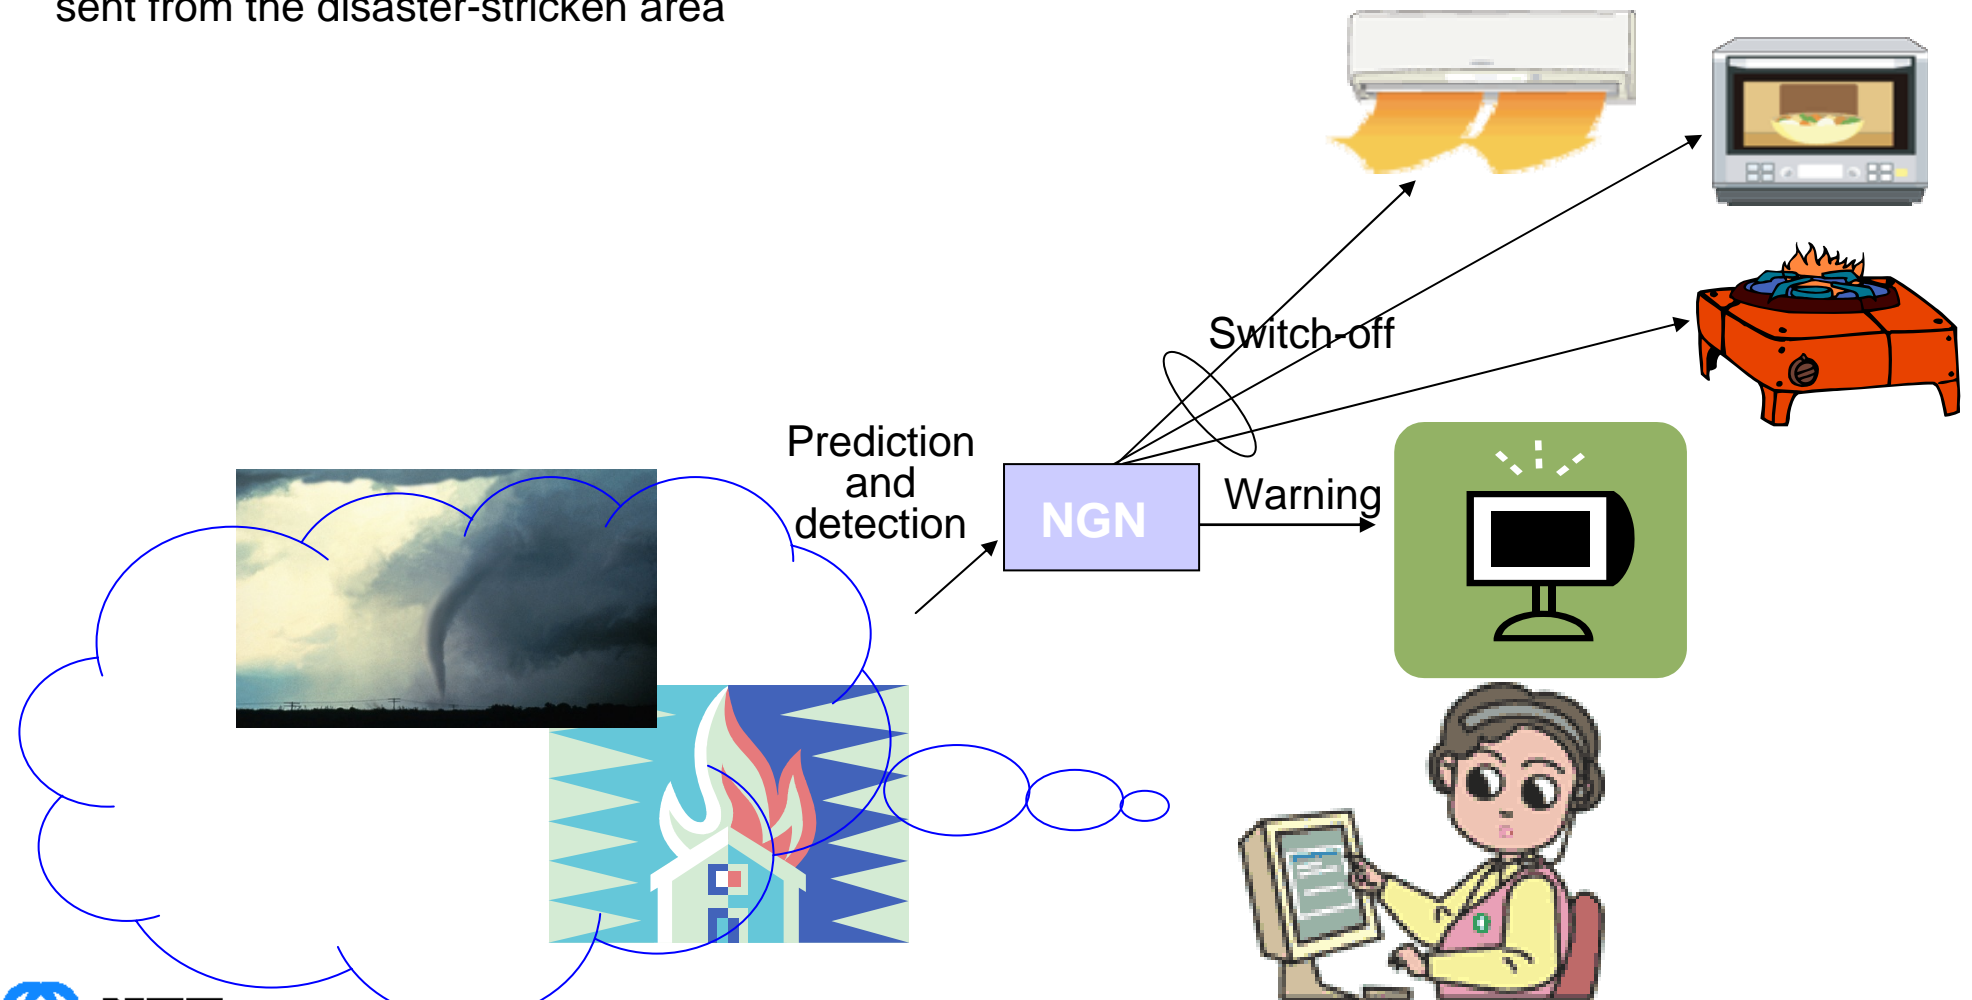 sent from the disaster-stricken area
Switch-off
Prediction
and
detection
NGN
Warning